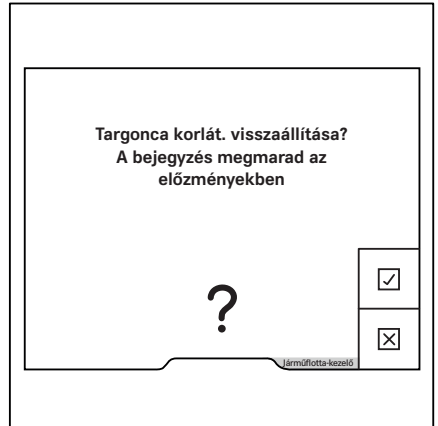 Targonca korlát. visszaállítása?
A bejegyzés megmarad az
előzményekben
?
Járműflotta-kezelő